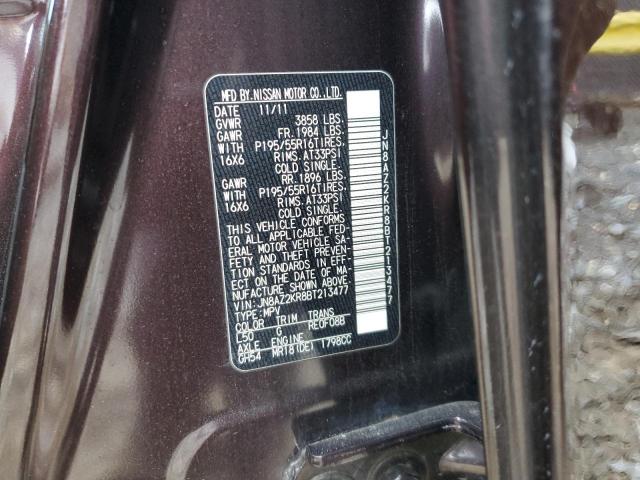 MFD BY.NISSAN MOTOR CO.,LTD.
DATE 11/11
GVWR 3858 LBS.
GAWR FR.1984 LBS.
WITH P195/55R16TIRES.
16X6 RIMS.AT33PSI
COLD SINGLE.
GAWR RR.1896 LBS.
WITH P195/55R16TIRES.
16X6 RIMS.AT33PSI
COLD SINGLE.
THIS VEHICLE CONFORMS
TO ALL APPLICABLE FED-
ERAL MOTOR VEHICLE SA-
FETY AND THEFT PREVEN-
TION STANDARDS IN EFF-
ECT ON THE DATE OF MA-
NUFACTURE SHOWN ABOVE.
VIN:JN8AZ2KR8BT213477
TYPE:MPV
COLOR TRIM TRANS
L50 G RE0F08B
AXLE ENGINE
GH54 MR18(DE) 1798CC
JN8AZ2KR8BT213477